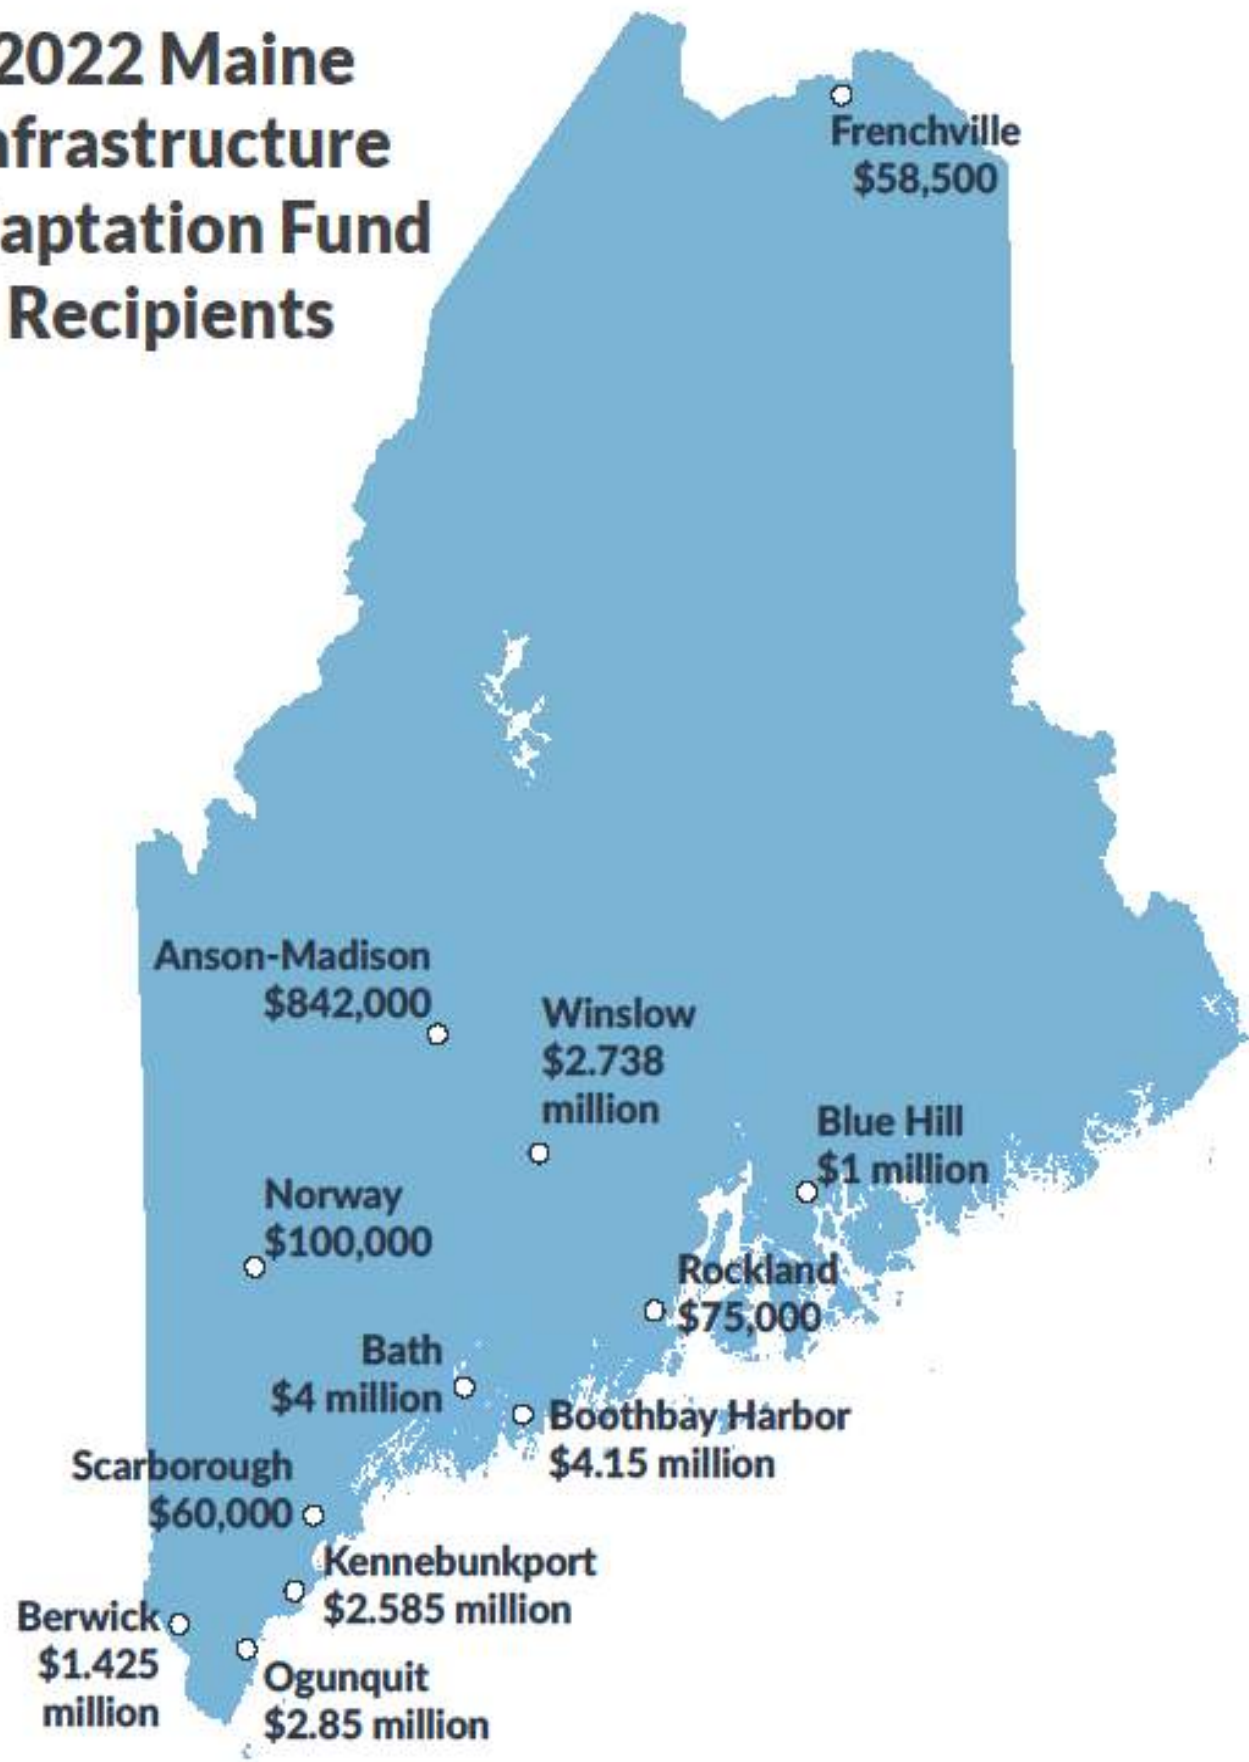 2022 Maine
nfrastructure
aptation Fund
Recipients
Frenchville
$58,500
Anson-Madison
$842,000
Winslow
$2.738
million
Blue Hill
$1 million
Norway
$100,000
Rockland
$75,000
Bath
$4 million
Boothbay Harbor
$4.15 million
Scarborough
$60,000
Kennebunkport
$2.585 million
Berwick
$1.425
million
Ogunquit
$2.85 million